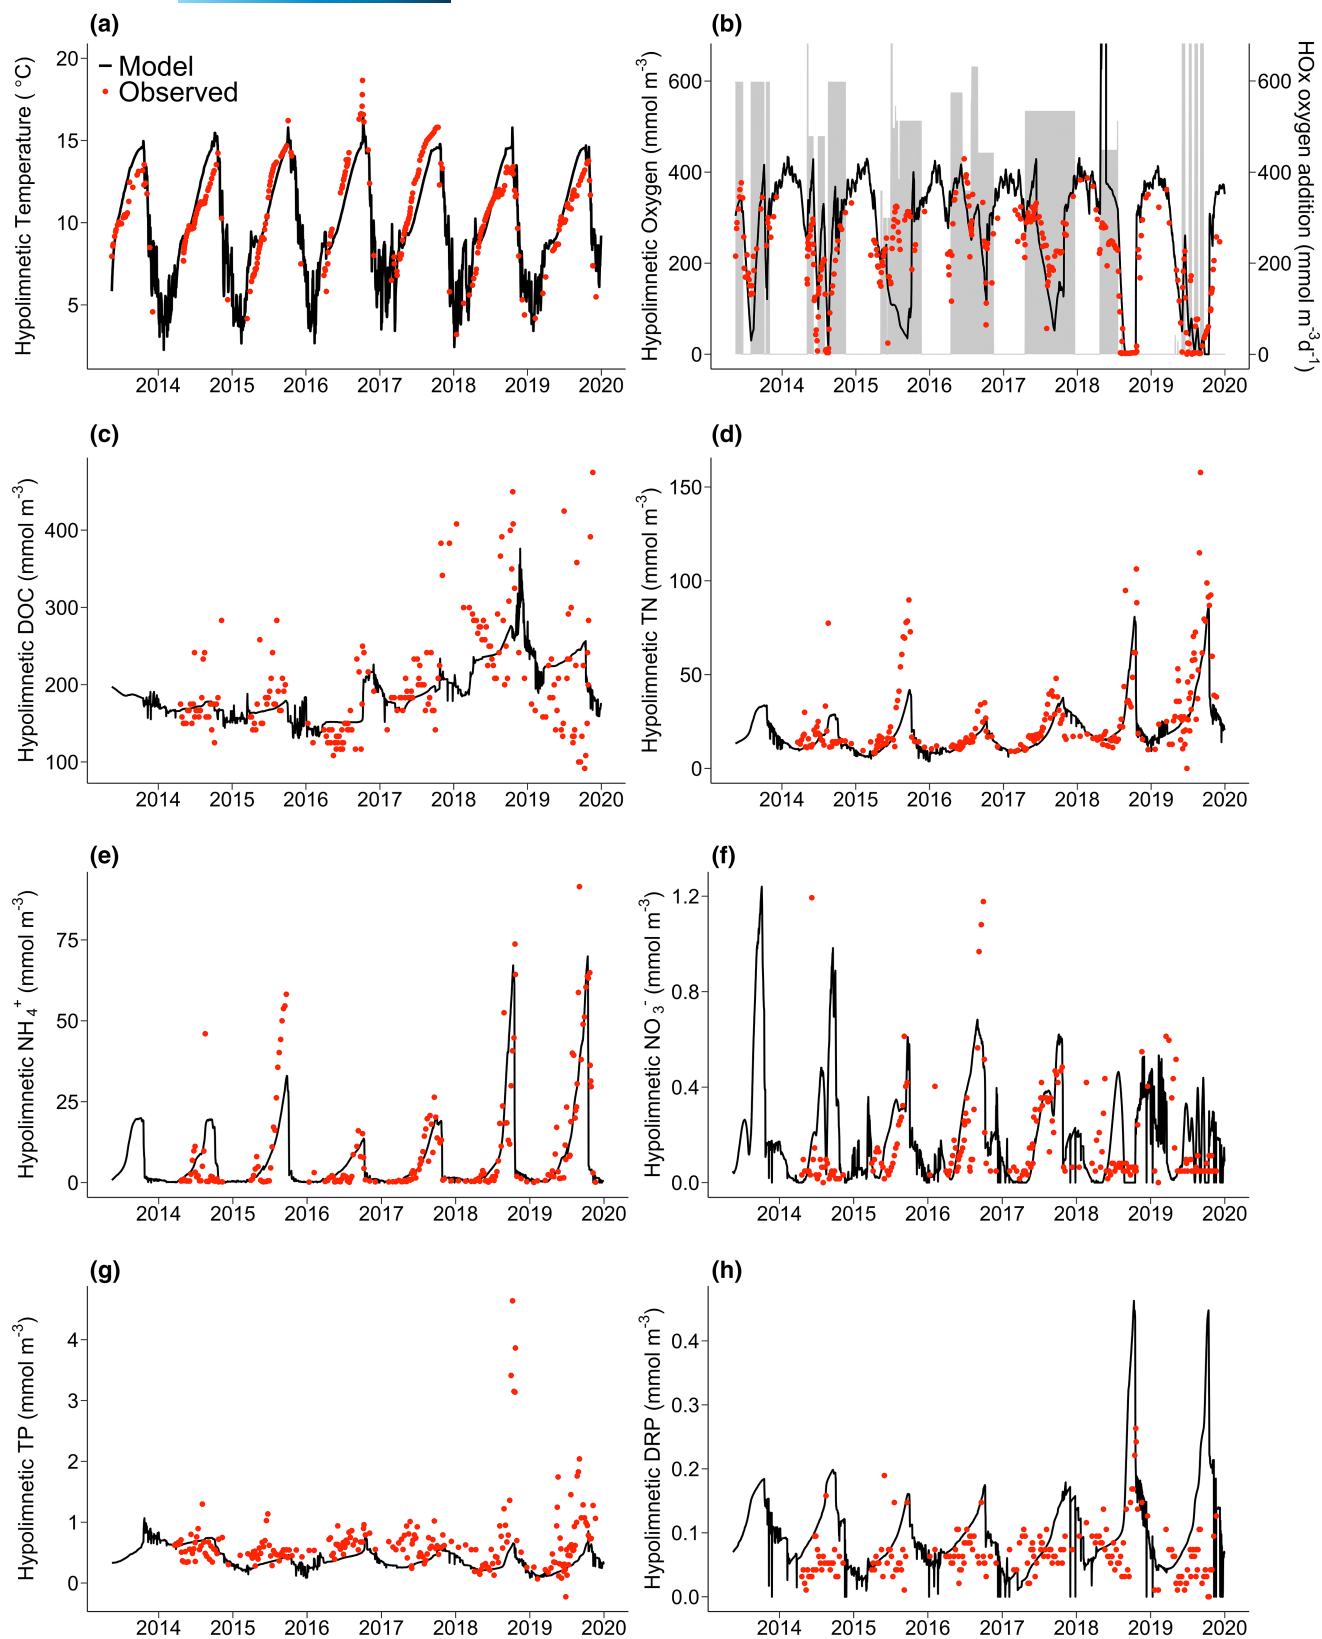 (a)
Hypolimnetic Temperature ( °C)
20
15
10
5
Model
Observed
2014 2015 2016 2017 2018 2019 2020
(b)
Hypolimnetic Oxygen (mmol m⁻³)
600
400
200
0
HOx oxygen addition (mmol m⁻³d⁻¹)
600
400
200
0
2014 2015 2016 2017 2018 2019 2020
(c)
Hypolimnetic DOC (mmol m⁻³)
400
300
200
100
2014 2015 2016 2017 2018 2019 2020
(d)
Hypolimnetic TN (mmol m⁻³)
150
100
50
0
2014 2015 2016 2017 2018 2019 2020
(e)
Hypolimnetic NH₄⁺ (mmol m⁻³)
75
50
25
0
2014 2015 2016 2017 2018 2019 2020
(f)
Hypolimnetic NO₃⁻ (mmol m⁻³)
1.2
0.8
0.4
0.0
2014 2015 2016 2017 2018 2019 2020
(g)
Hypolimnetic TP (mmol m⁻³)
4
3
2
1
0
2014 2015 2016 2017 2018 2019 2020
(h)
Hypolimnetic DRP (mmol m⁻³)
0.4
0.3
0.2
0.1
0.0
2014 2015 2016 2017 2018 2019 2020